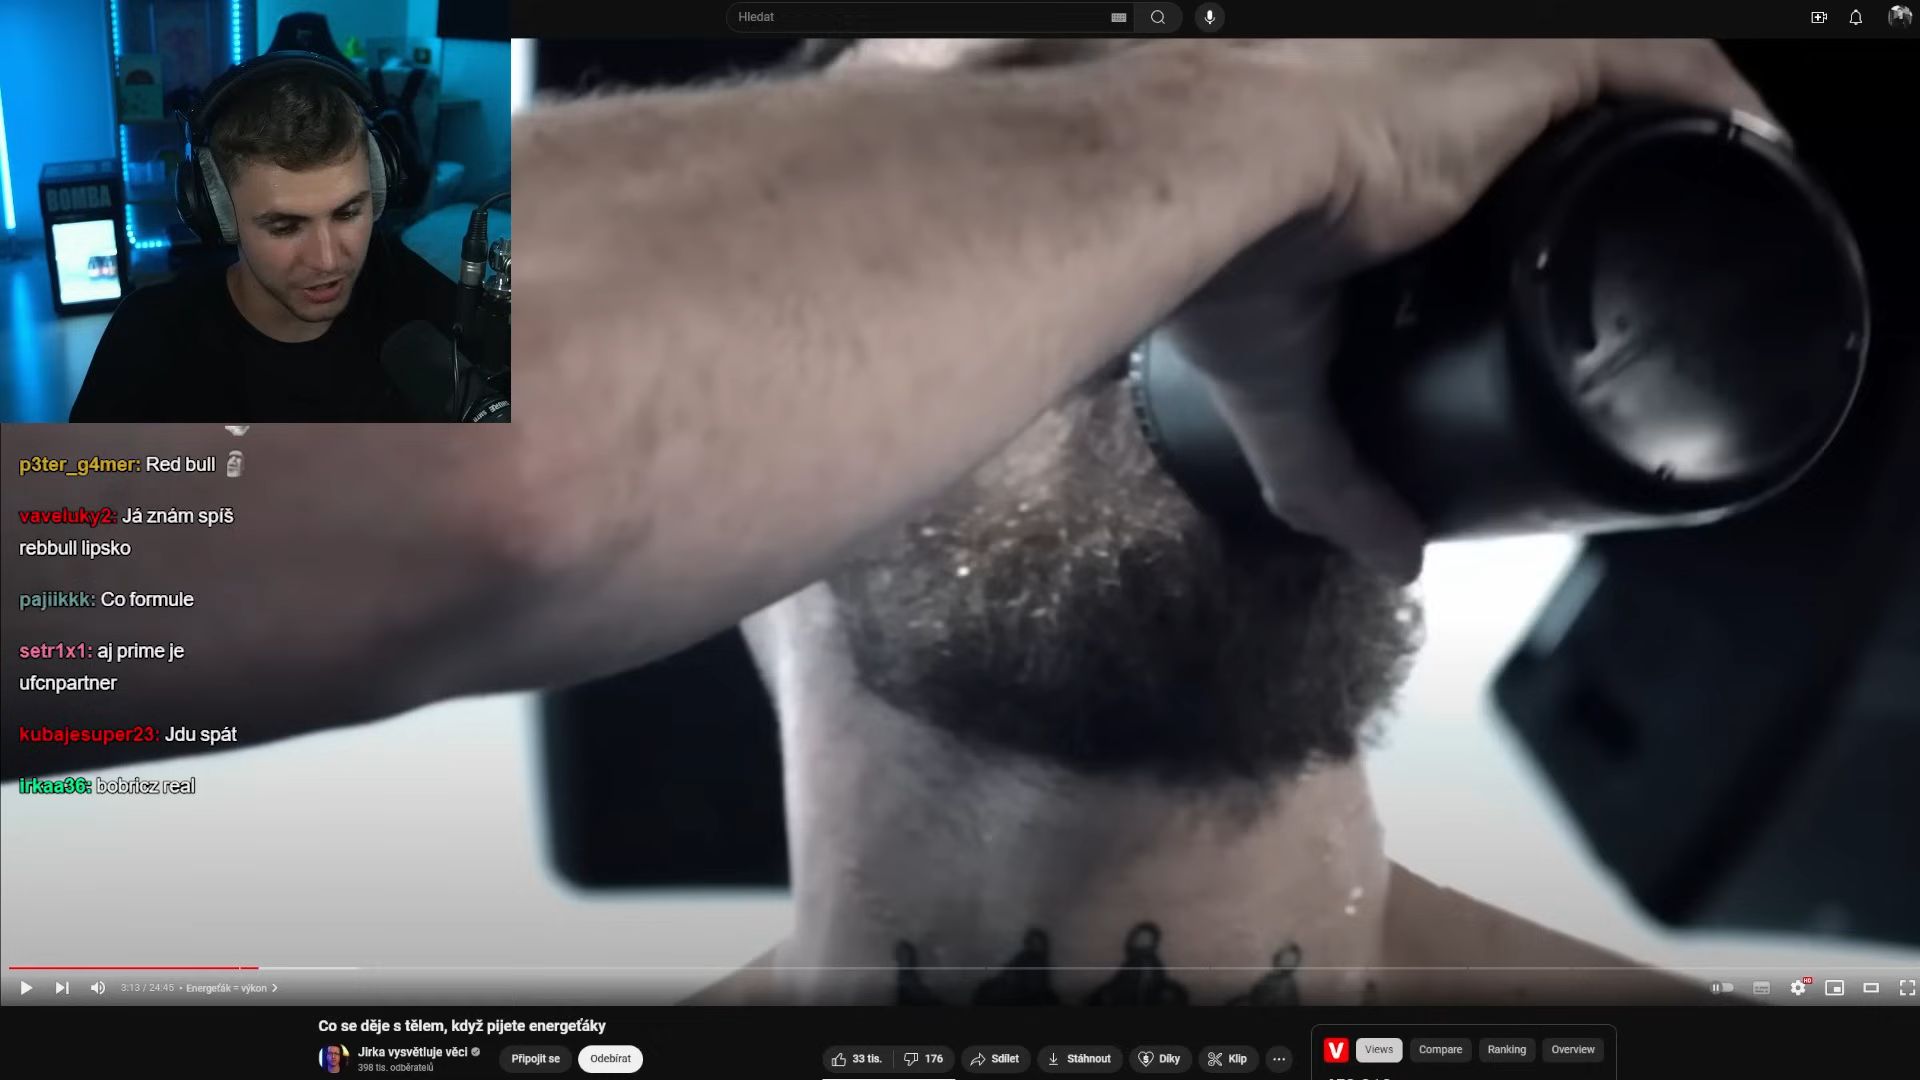 Hledat
BOMBA
p3ter_g4mer: Red bull
vaveluky2: Já znám spíš
rebbull lipsko
pajiikkk: Co formule
setr1x1: aj prime je
ufcnpartner
kubajesuper23: Jdu spát
irkaa36: bobricz real
3:13 / 24:45 • Energeťák = výkon
HD
Co se děje s tělem, když pijete energeťáky
Jirka vysvětluje věci
398 tis. odběratelů
Připojit se
Odebírat
33 tis.
176
Sdílet
Stáhnout
Díky
Klip
V
Views
Compare
Ranking
Overview